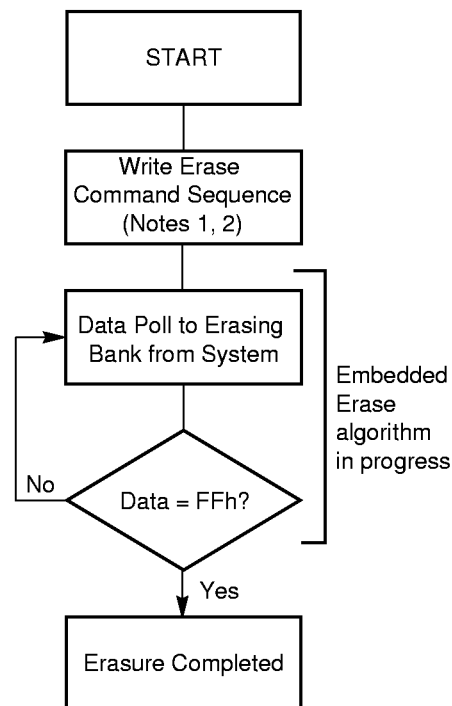 START
Write Erase
Command Sequence
(Notes 1, 2)
Data Poll to Erasing
Bank from System
Embedded
Erase
algorithm
in progress
No
Data = FFh?
Yes
Erasure Completed